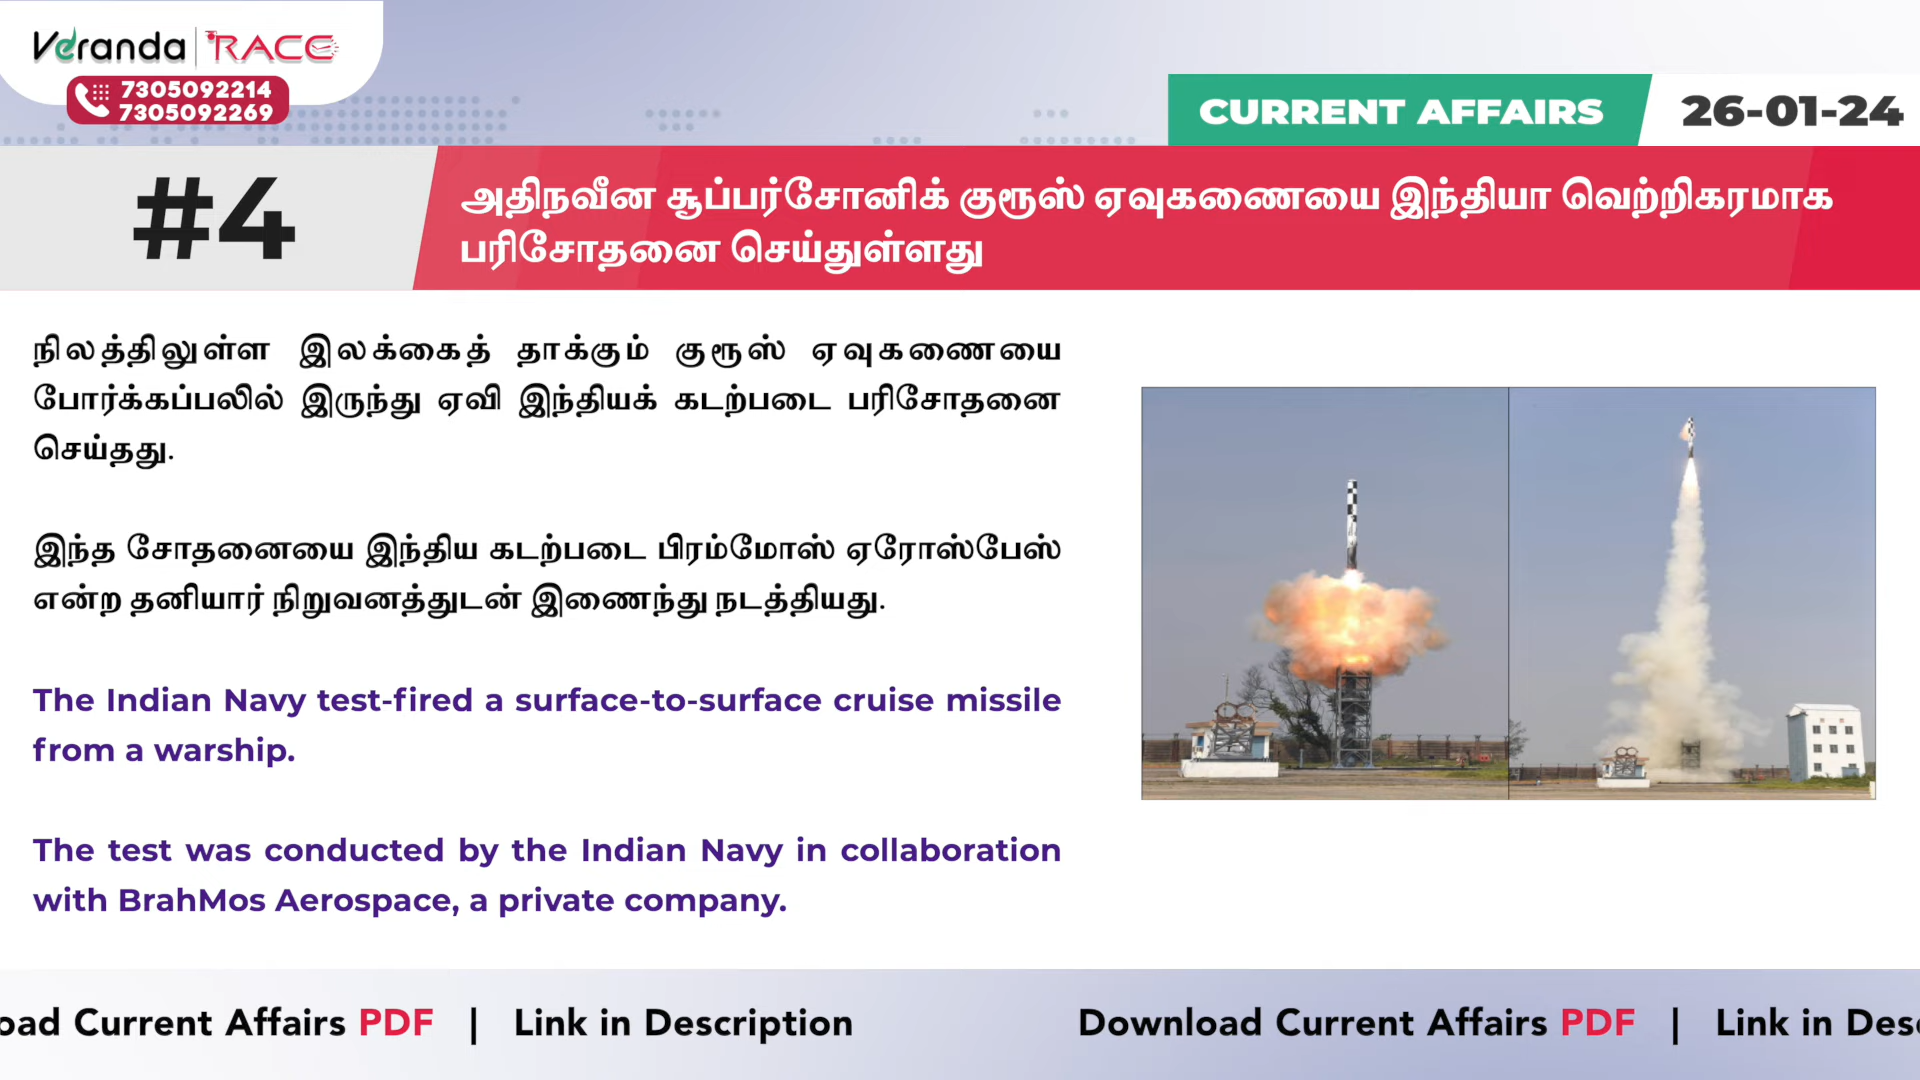 Veranda RACE
7305092214
7305092269
CURRENT AFFAIRS
26-01-24
#4
அதிநவீன சூப்பர்சோனிக் குரூஸ் ஏவுகணையை இந்தியா வெற்றிகரமாக
பரிசோதனை செய்துள்ளது
நிலத்திலுள்ள இலக்கைத் தாக்கும் குரூஸ் ஏவுகணையை
போர்க்கப்பலில் இருந்து ஏவி இந்தியக் கடற்படை பரிசோதனை
செய்தது.
இந்த சோதனையை இந்திய கடற்படை பிரம்மோஸ் ஏரோஸ்பேஸ்
என்ற தனியார் நிறுவனத்துடன் இணைந்து நடத்தியது.
The Indian Navy test-fired a surface-to-surface cruise missile
from a warship.
The test was conducted by the Indian Navy in collaboration
with BrahMos Aerospace, a private company.
oad Current Affairs PDF | Link in Description
Download Current Affairs PDF | Link in Des